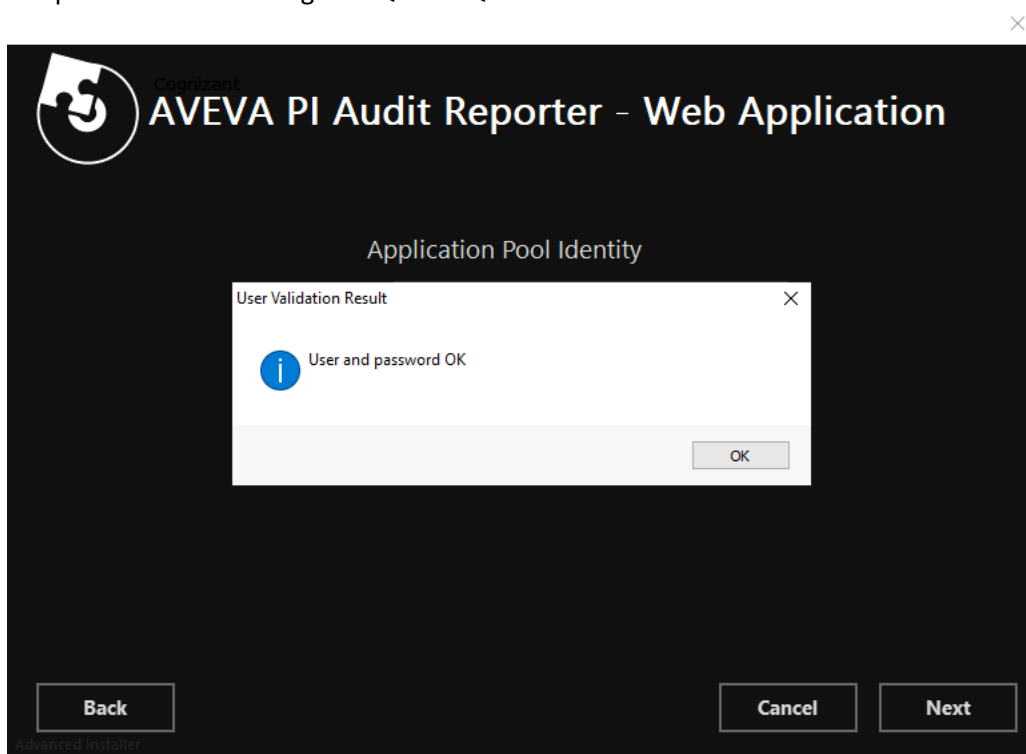 Cognizant
AVEVA PI Audit Reporter - Web Application
Application Pool Identity
User Validation Result
User and password OK
OK
Back
Cancel
Next
Advanced Installer